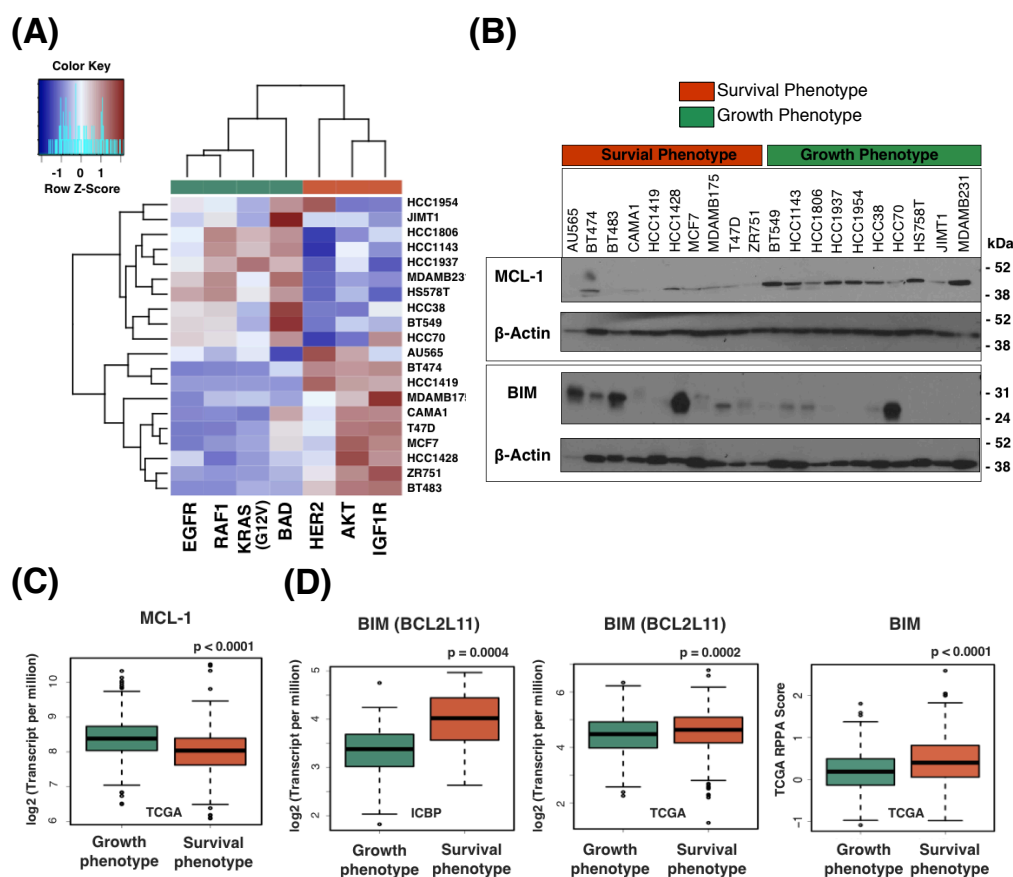 (A)
Color Key
-1 0 1
Row Z-Score
HCC1954
JIMT1
HCC1806
HCC1143
HCC1937
MDAMB23
HS578T
HCC38
BT549
HCC70
AU565
BT474
HCC1419
MDAMB17
CAMA1
T47D
MCF7
HCC1428
ZR751
BT483
EGFR
RAF1
KRAS
(G12V)
BAD
HER2
AKT
IGF1R
(B)
Survival Phenotype
Growth Phenotype
Survial Phenotype Growth Phenotype
AU565
BT474
BT483
CAMA1
HCC1419
HCC1428
MCF7
MDAMB175
T47D
ZR751
BT549
HCC1143
HCC1806
HCC1937
HCC1954
HCC38
HCC70
HS758T
JIMT1
MDAMB231
kDa
MCL-1
- 52
- 38
β-Actin
- 52
- 38
BIM
- 31
- 24
β-Actin
- 52
- 38
(C)
MCL-1
p < 0.0001
log2 (Transcript per million)
10
9
8
7
6
TCGA
Growth phenotype
Survival phenotype
(D)
BIM (BCL2L11)
p = 0.0004
log2 (Transcript per million)
5
4
3
2
ICBP
Growth phenotype
Survival phenotype
BIM (BCL2L11)
p = 0.0002
log2 (Transcript per million)
6
4
2
TCGA
Growth phenotype
Survival phenotype
BIM
p < 0.0001
TCGA RPPA Score
2
1
0
-1
TCGA
Growth phenotype
Survival phenotype